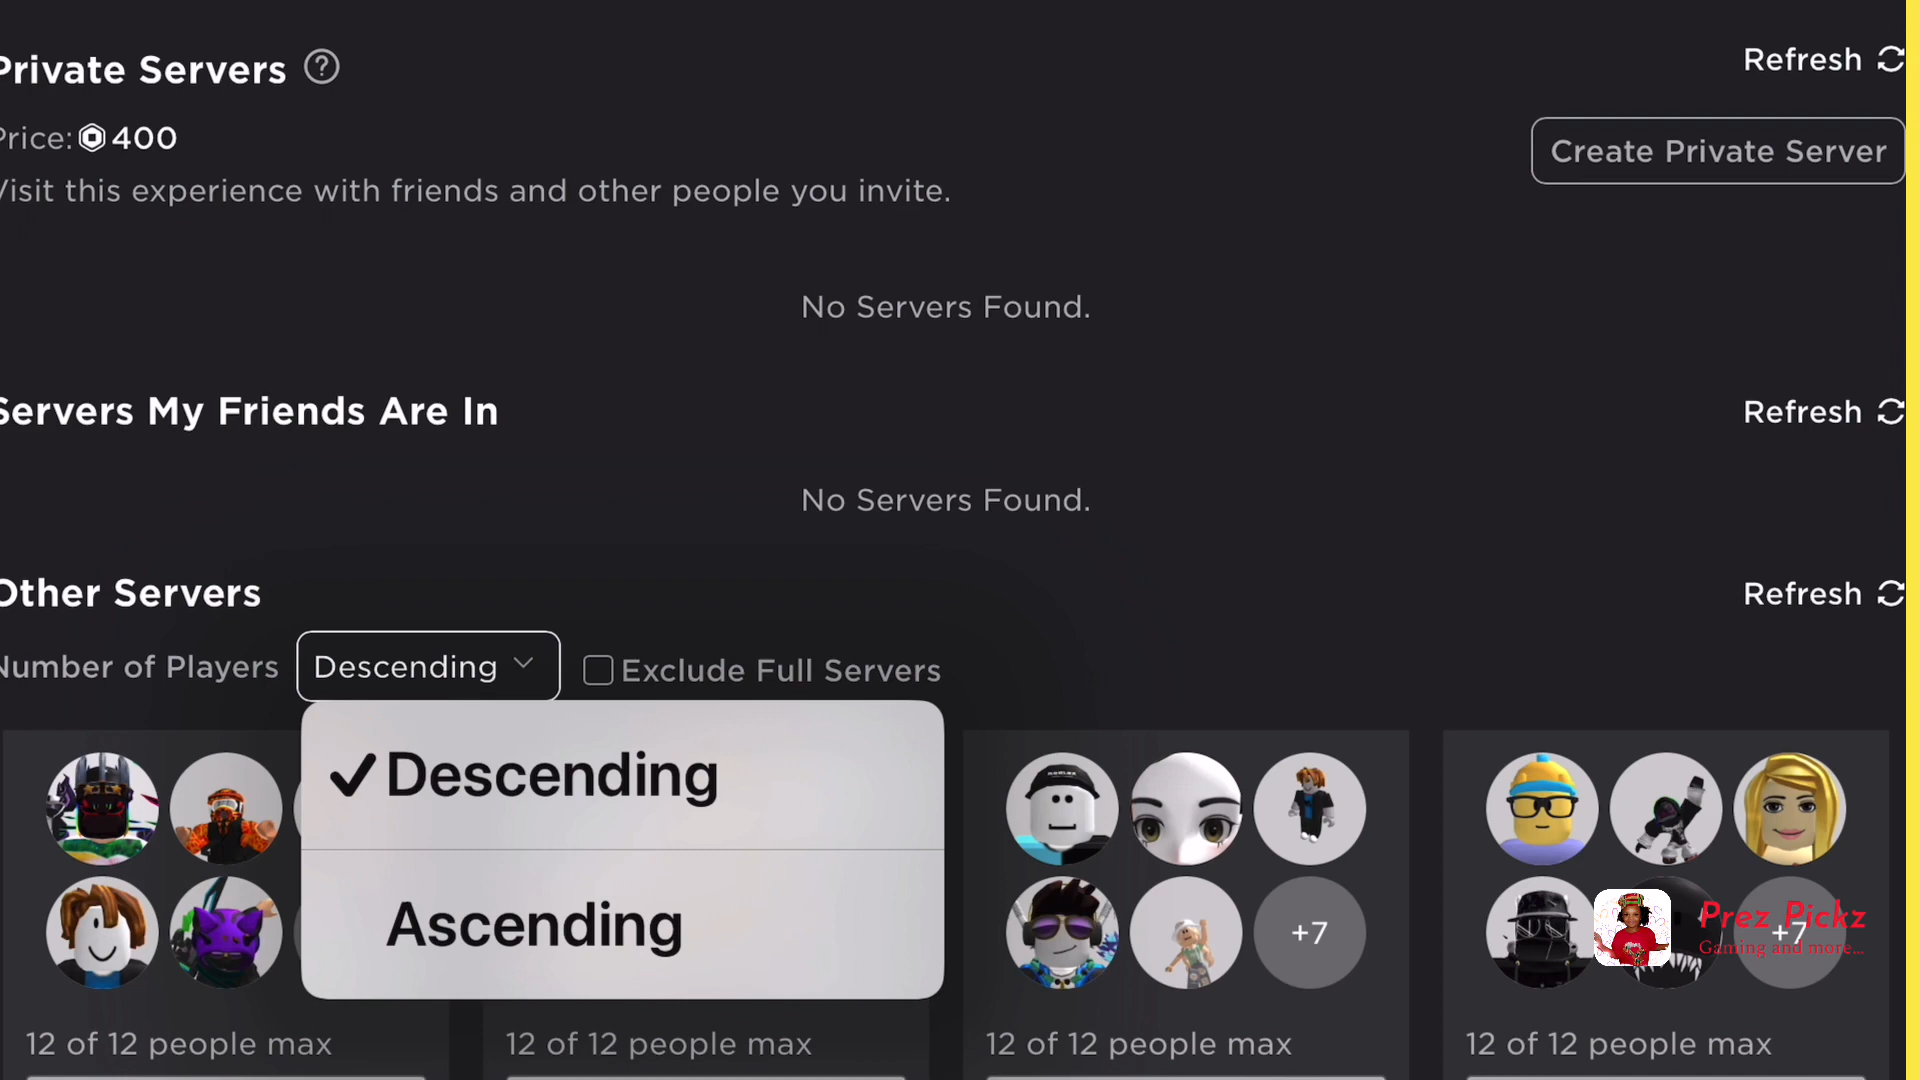 Private Servers ?
Refresh
Price: 400
Create Private Server
Visit this experience with friends and other people you invite.
No Servers Found.
Servers My Friends Are In
Refresh
No Servers Found.
Other Servers
Refresh
Number of Players
Descending
Exclude Full Servers
Descending
Ascending
+7
+7
Prez Pickz
Gaming and more...
12 of 12 people max
12 of 12 people max
12 of 12 people max
12 of 12 people max